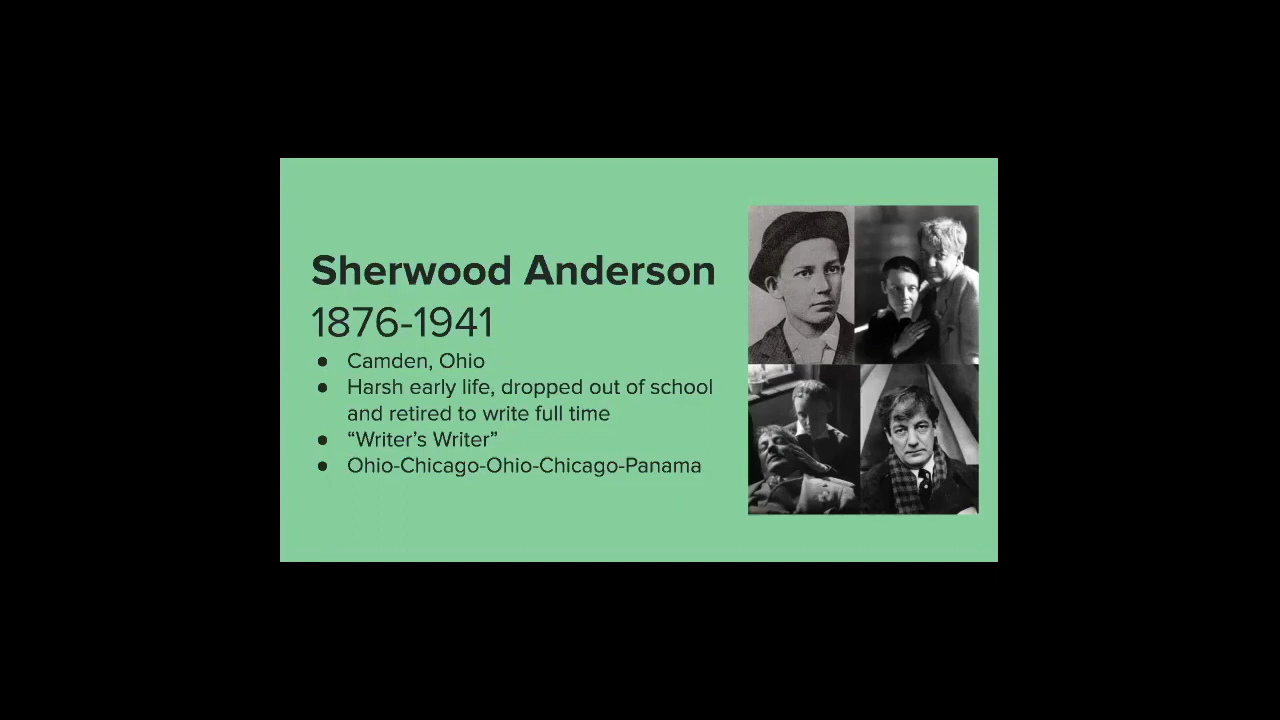 Sherwood Anderson
1876-1941
● Camden, Ohio
● Harsh early life, dropped out of school
and retired to write full time
● “Writer’s Writer”
● Ohio-Chicago-Ohio-Chicago-Panama